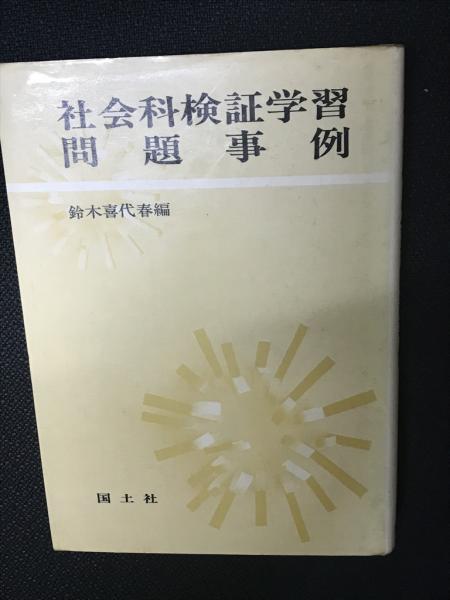 社会科検証学習
問題事例
鈴木喜代春編
国土社